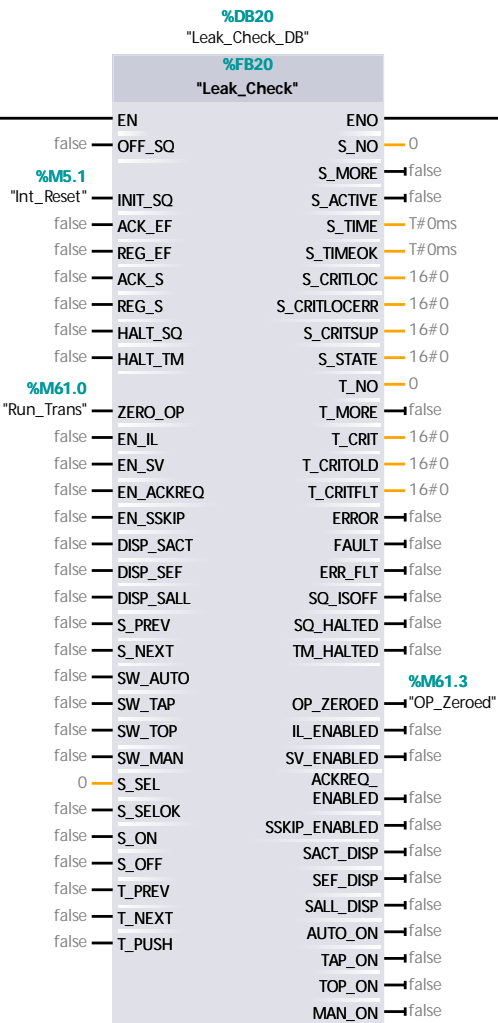 %DB20
"Leak_Check_DB"
%FB20
"Leak_Check"
EN ENO
false OFF_SQ S_NO 0
S_MORE false
%M5.1
"Int_Reset" INIT_SQ S_ACTIVE false
false ACK_EF S_TIME T#0ms
false REG_EF S_TIMEOK T#0ms
false ACK_S S_CRITLOC 16#0
false REG_S S_CRITLOCERR 16#0
false HALT_SQ S_CRITSUP 16#0
false HALT_TM S_STATE 16#0
%M61.0
T_NO 0
"Run_Trans" ZERO_OP T_MORE false
false EN_IL T_CRIT 16#0
false EN_SV T_CRITOLD 16#0
false EN_ACKREQ T_CRITFLT 16#0
false EN_SSKIP ERROR false
false DISP_SACT FAULT false
false DISP_SEF ERR_FLT false
false DISP_SALL SQ_ISOFF false
false S_PREV SQ_HALTED false
false S_NEXT TM_HALTED false
false SW_AUTO
%M61.3
false SW_TAP OP_ZEROED "OP_Zeroed"
false SW_TOP IL_ENABLED false
false SW_MAN SV_ENABLED false
0 S_SEL ACKREQ_
ENABLED false
false S_SELOK
false S_ON SSKIP_ENABLED false
false S_OFF SACT_DISP false
false T_PREV SEF_DISP false
false T_NEXT SALL_DISP false
false T_PUSH AUTO_ON false
TAP_ON false
TOP_ON false
MAN_ON false